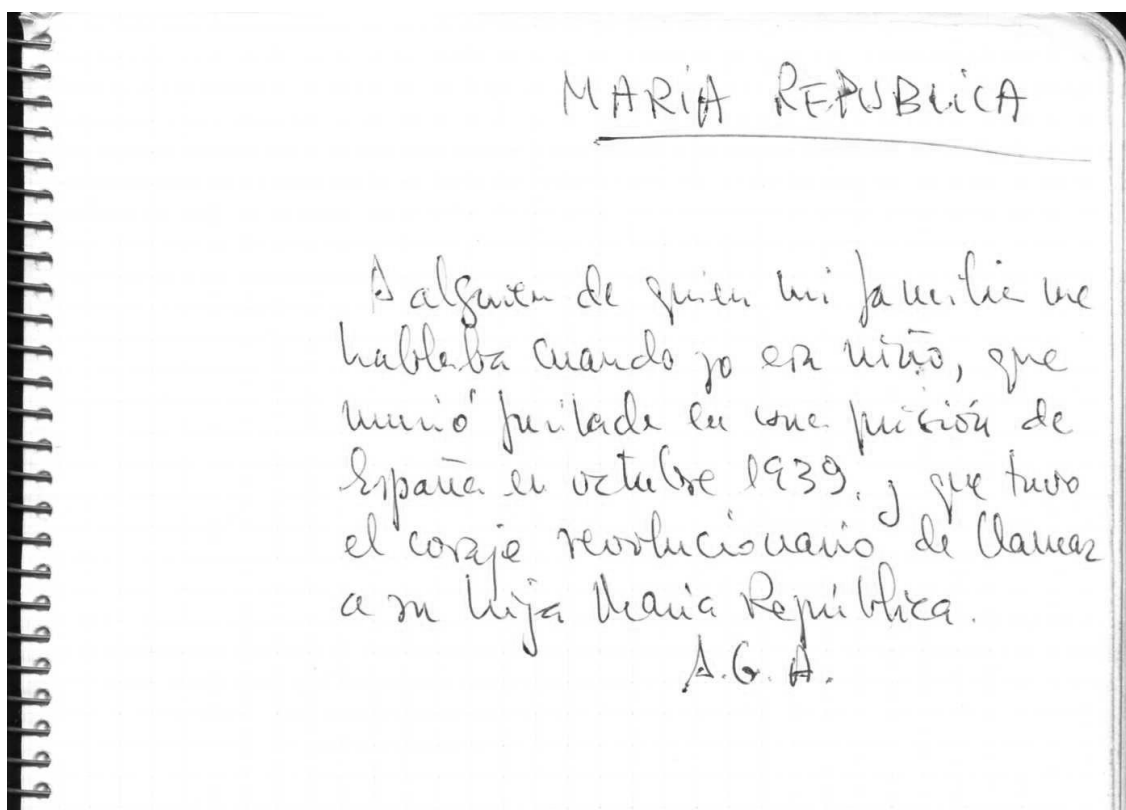 MARIA REPUBLICA
A alguien de quien mi familia me
hablaba cuando yo era niño, que
murió fusilada en una prisión de
España en octubre 1939, y que tuvo
el coraje revolucionario de llamar
a su hija María República.
A.G.A.